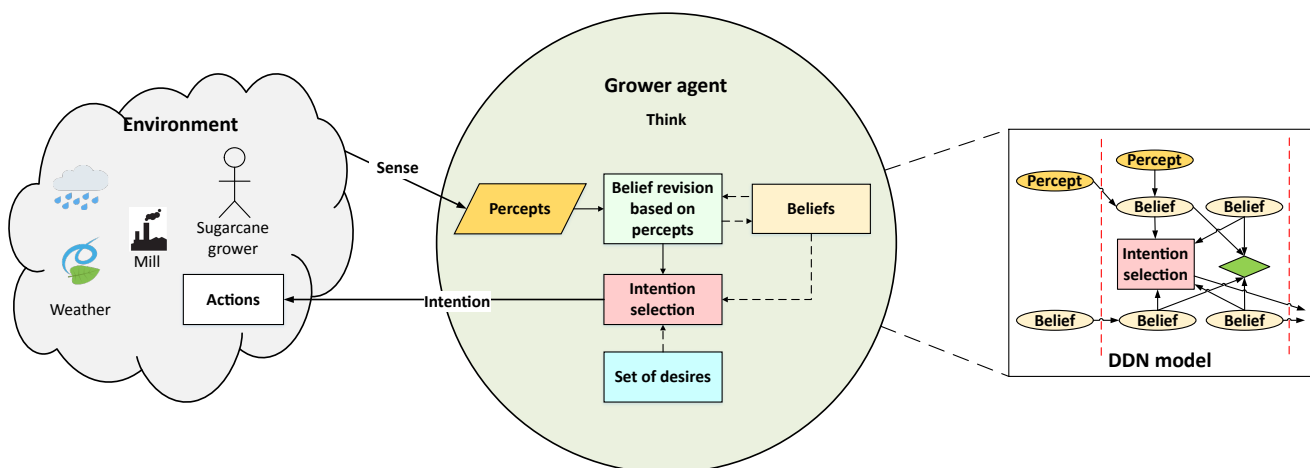 Environment
Sugarcane
grower
Mill
Weather
Actions
Sense
Intention
Grower agent
Think
Percepts
Belief revision
based on
percepts
Beliefs
Intention
selection
Set of desires
Percept
Percept
Belief
Belief
Intention
selection
Belief
Belief
Belief
DDN model